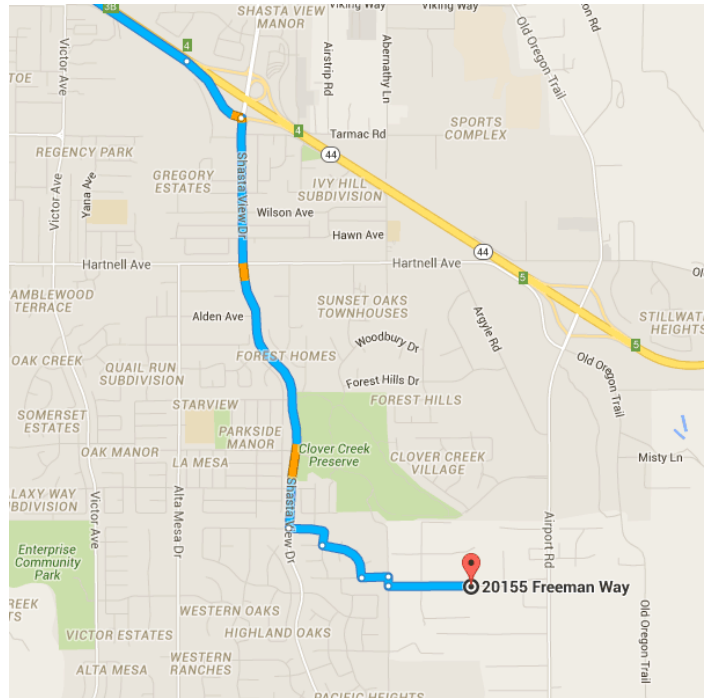 3B
SHASTA VIEW
MANOR
Viking Way
Viking Way
Old Oregon Trail
Victor Ave
4
Airstrip Rd
Abernathy Ln
TOE
SPORTS
COMPLEX
4
Tarmac Rd
44
REGENCY PARK
GREGORY
ESTATES
IVY HILL
SUBDIVISION
Yana Ave
Victor Ave
Shasta View Dr
Wilson Ave
Hawn Ave
44
Hartnell Ave
Hartnell Ave
5
AMBLEWOOD
TERRACE
Alden Ave
SUNSET OAKS
TOWNHOUSES
Argyle Rd
STILLWATER
HEIGHTS
Woodbury Dr
5
OAK CREEK
FOREST HOMES
Old Oregon Trail
QUAIL RUN
SUBDIVISION
Forest Hills Dr
FOREST HILLS
STARVIEW
SOMERSET
ESTATES
PARKSIDE
MANOR
OAK MANOR
LA MESA
Clover Creek
Preserve
CLOVER CREEK
VILLAGE
Misty Ln
ALAXY WAY
UBDIVISION
Victor Ave
Alta Mesa Dr
Shasta View Dr
Airport Rd
Enterprise
Community
Park
20155 Freeman Way
CREEK
WESTERN OAKS
Old Oregon Trail
VICTOR ESTATES
HIGHLAND OAKS
ALTA MESA
WESTERN
RANCHES
PACIFIC HEIGHTS